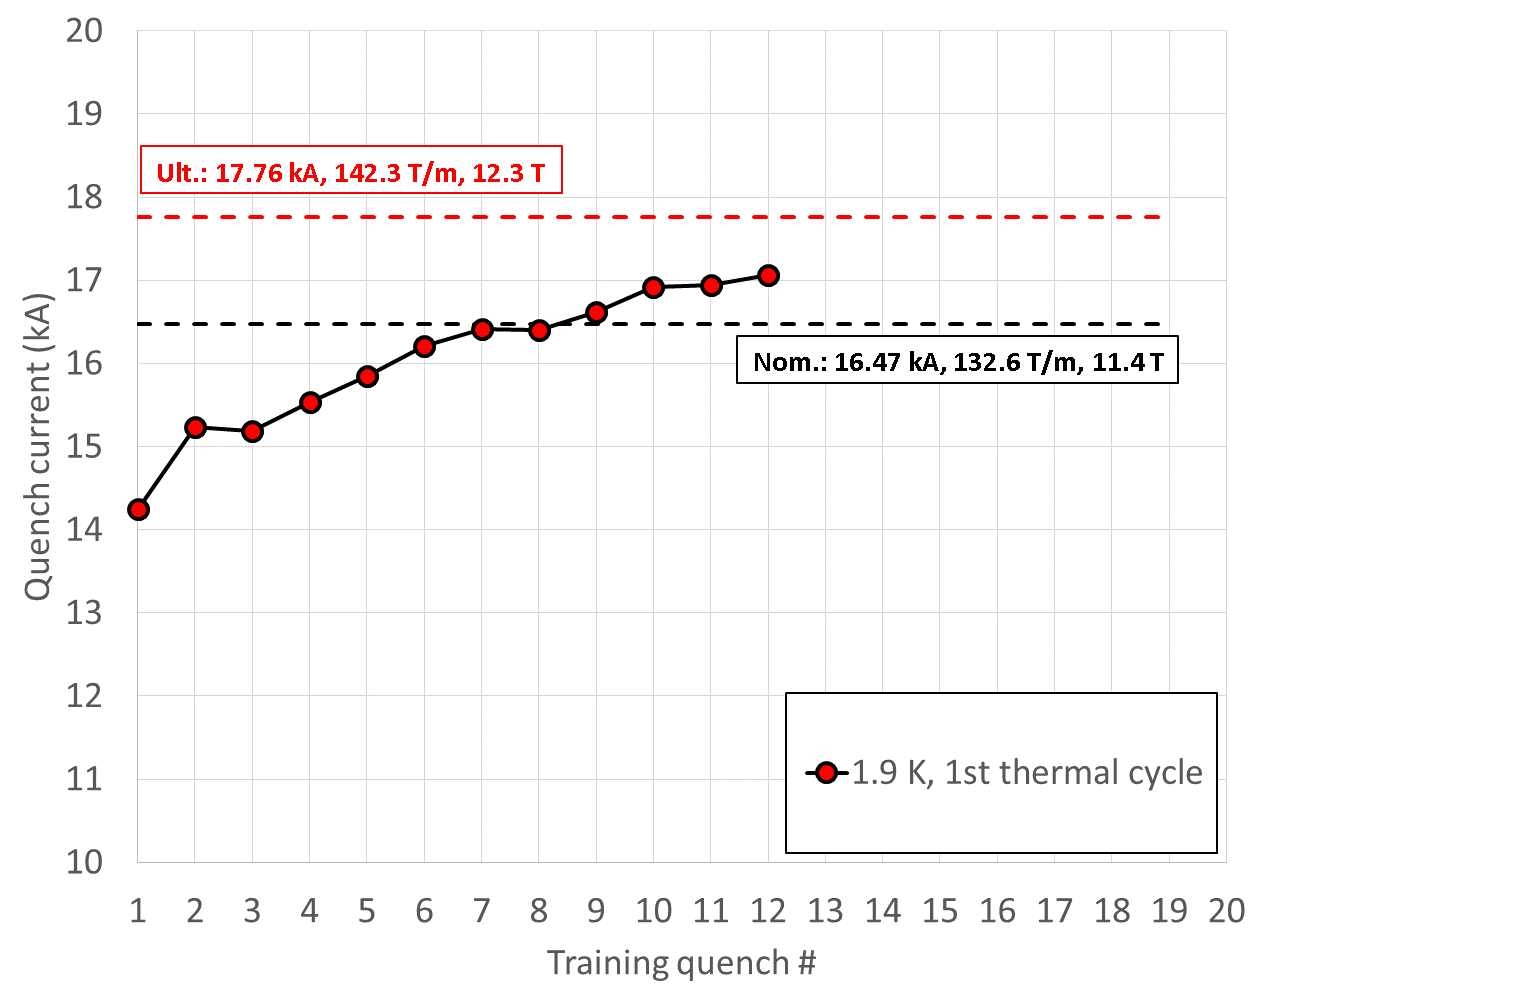 20
19
18
17
16
15
14
13
12
11
10
Quench current (kA)
Ult.: 17.76 kA, 142.3 T/m, 12.3 T
Nom.: 16.47 kA, 132.6 T/m, 11.4 T
1.9 K, 1st thermal cycle
1 2 3 4 5 6 7 8 9 10 11 12 13 14 15 16 17 18 19 20
Training quench #